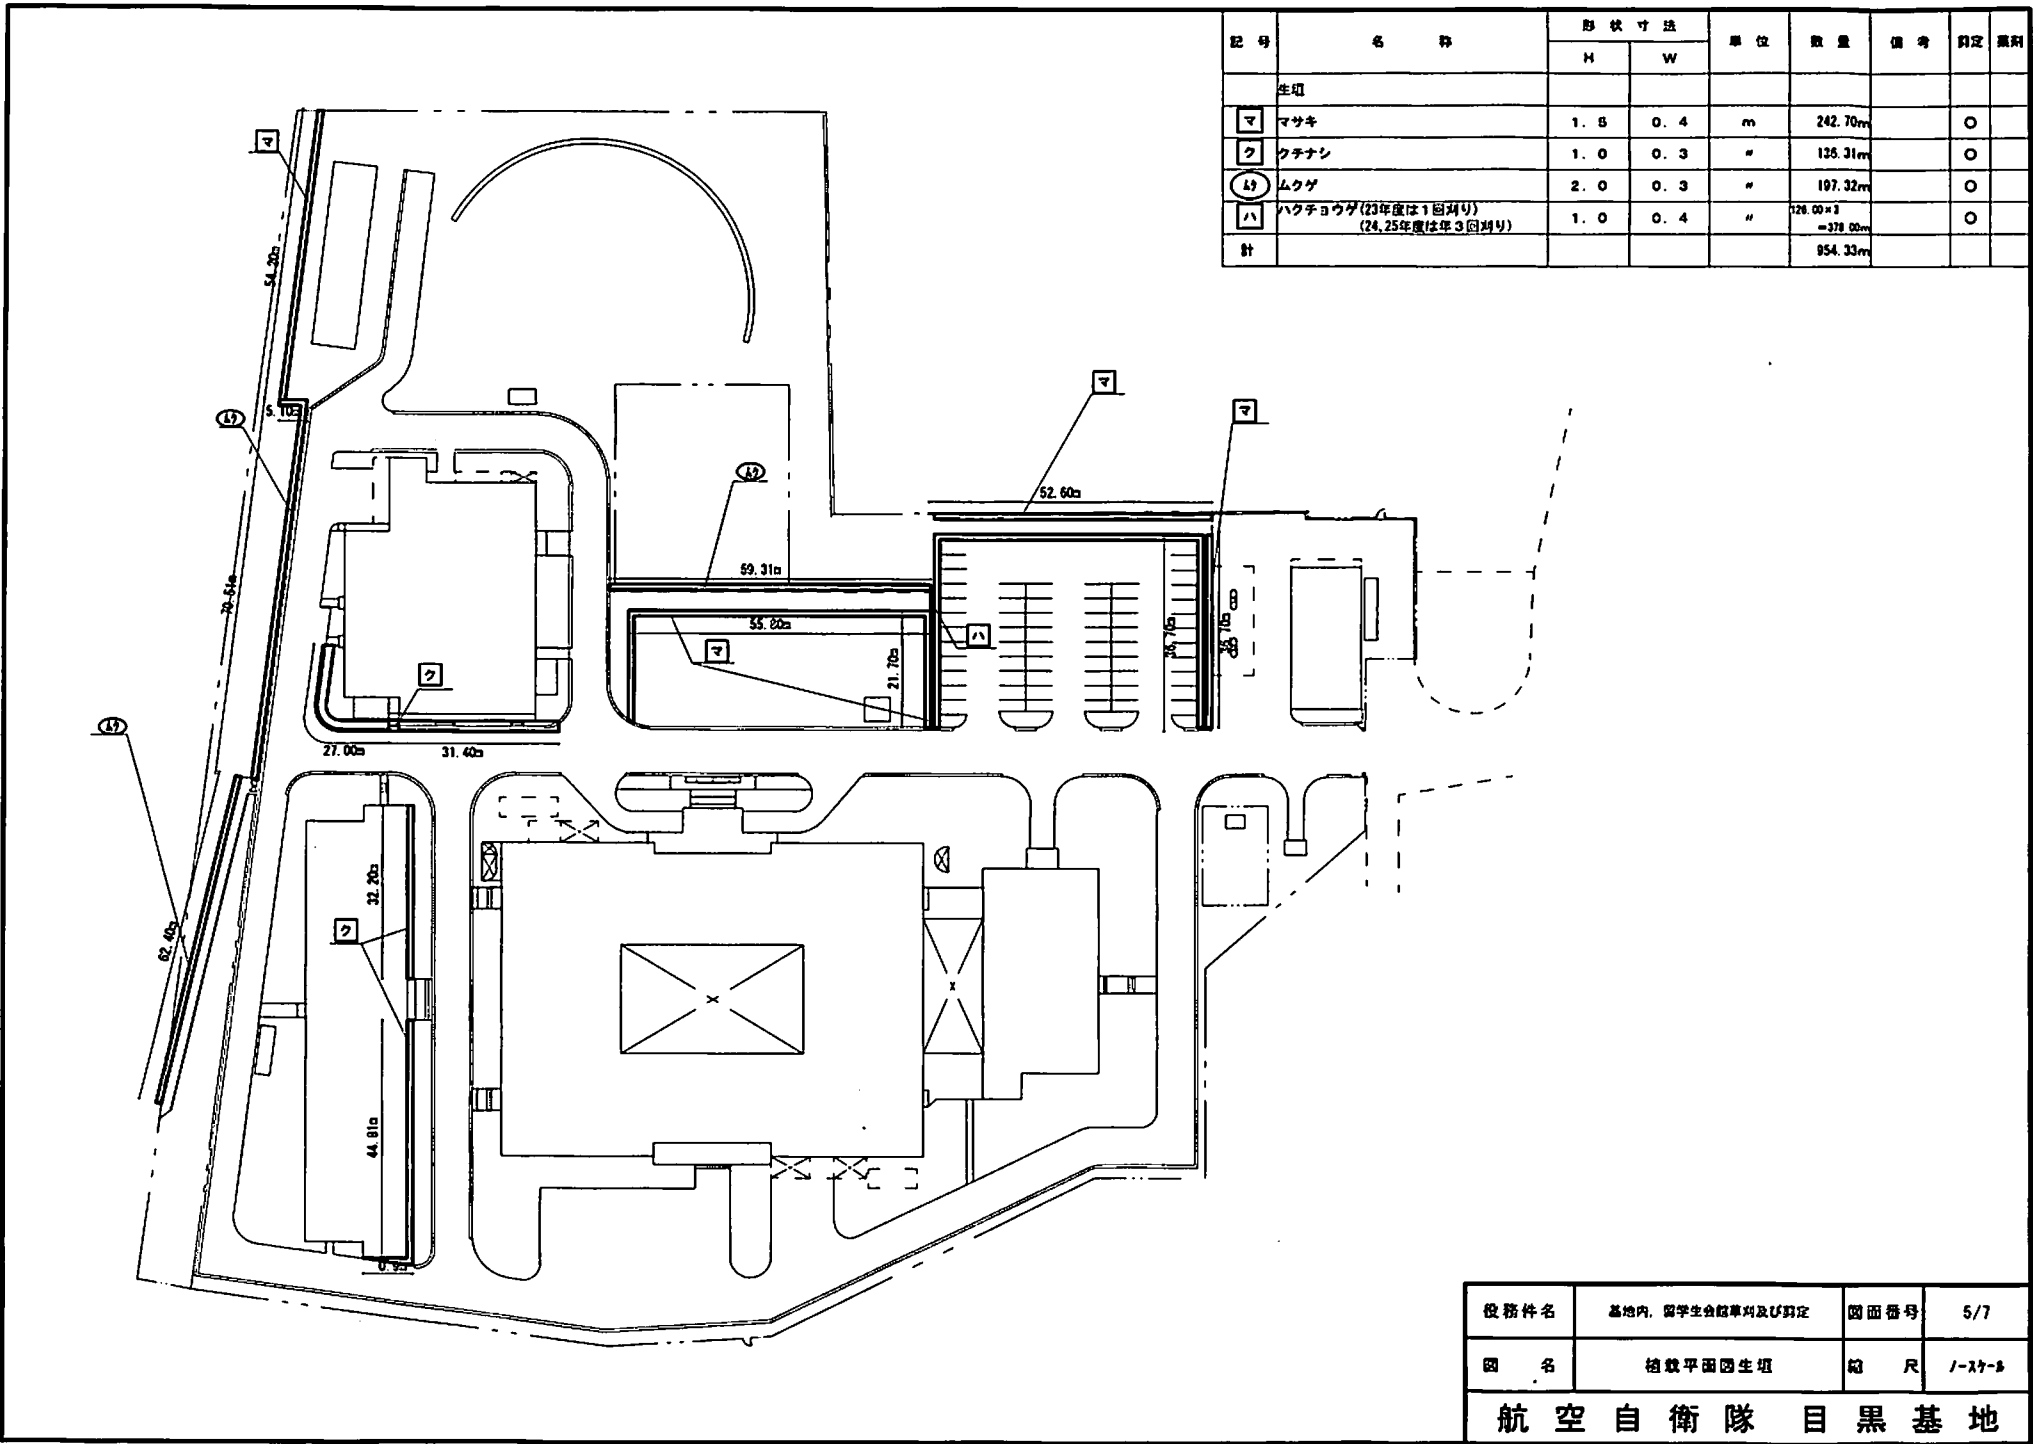 記号 名称 形状寸法 単位 数量 備考 剪定 薬剤
H W
生垣
マ マサキ 1.5 0.4 m 242.70m ○
ク クチナシ 1.0 0.3 〃 136.31m ○
ムク ムクゲ 2.0 0.3 〃 197.32m ○
ハ ハクチョウゲ(23年度は1回刈り) 1.0 0.4 〃 126.00×3 ○
(24,25年度は年3回刈り) =378.00m
計 954.33m
マ
54.20m
5.10m
ムク
マ
マ
ムク
52.60m
70.51m
59.31m
55.80m
マ
ハ
36.70m
36.70m
21.70m
ク
ムク
27.00m
31.40m
32.20m
ク
62.40m
44.81m
0.9m
役務件名 基地内、留学生会館草刈及び剪定 図面番号 5/7
図名 植栽平面図生垣 縮尺 ノースケール
航空自衛隊 目黒基地